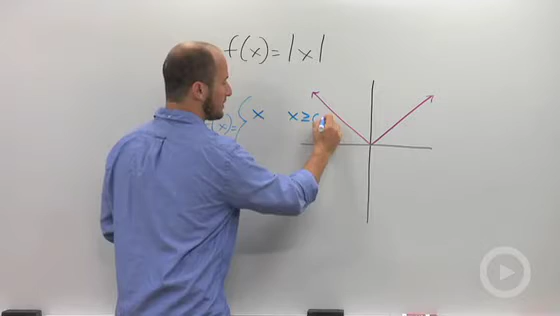 f(x) = |x|
f(x) = { x x ≥ 0